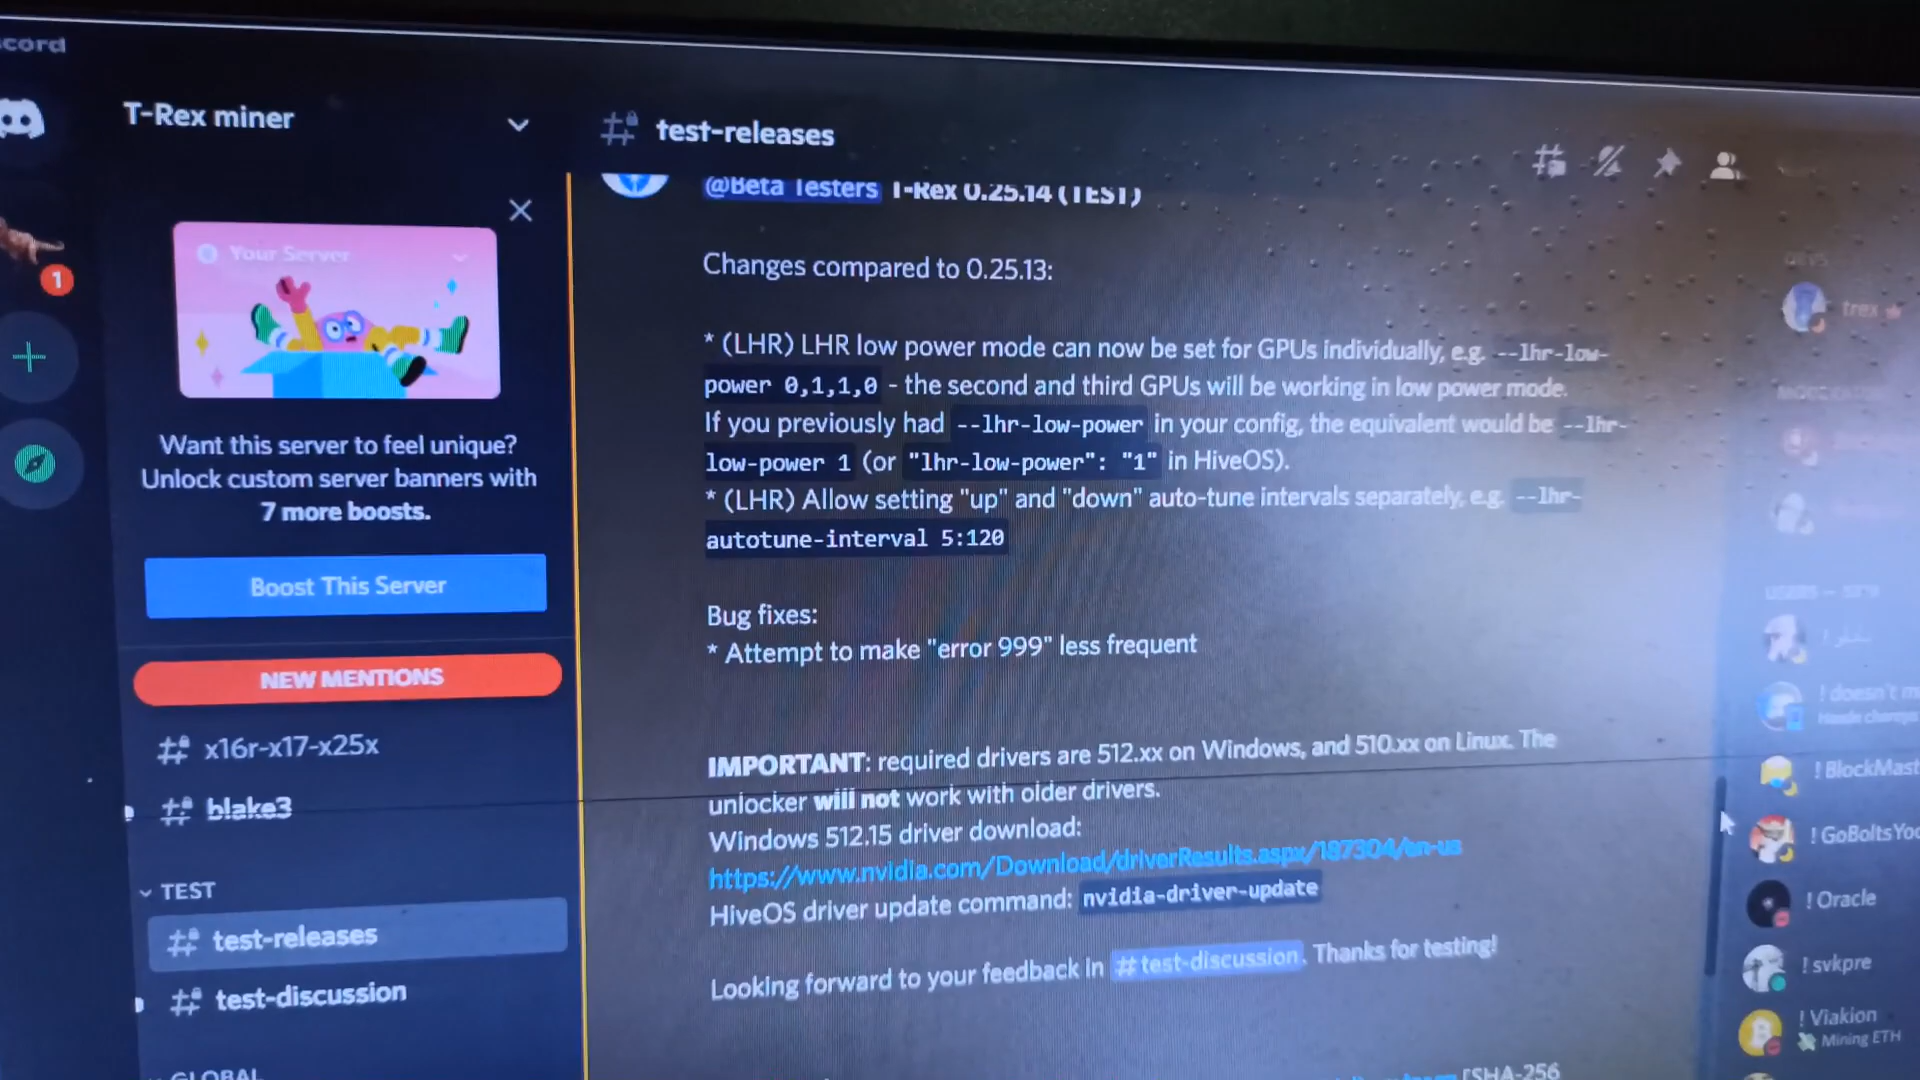 T-Rex miner
test-releases
@Beta Testers T-Rex 0.25.14 (TEST)
Changes compared to 0.25.13:
* (LHR) LHR low power mode can now be set for GPUs individually, e.g. --lhr-low-
power 0,1,1,0 - the second and third GPUs will be working in low power mode.
If you previously had --lhr-low-power in your config, the equivalent would be --lhr-
low-power 1 (or "lhr-low-power": "1" in HiveOS).
* (LHR) Allow setting "up" and "down" auto-tune intervals separately, e.g. --lhr-
autotune-interval 5:120
Bug fixes:
* Attempt to make "error 999" less frequent
IMPORTANT: required drivers are 512.xx on Windows, and 510.xx on Linux. The
unlocker will not work with older drivers.
Windows 512.15 driver download:
https://www.nvidia.com/Download/driverResults.aspx/187304/en-us
HiveOS driver update command: nvidia-driver-update
Looking forward to your feedback in #test-discussion. Thanks for testing!
[SHA-256
cord
1
Your Server
Want this server to feel unique?
Unlock custom server banners with
7 more boosts.
Boost This Server
NEW MENTIONS
x16r-x17-x25x
blake3
TEST
test-releases
test-discussion
GLOBAL
trex
! doesn't m
! BlockMast
! GoBoltsYoo
! Oracle
! svkpre
! Viakion
Mining ETH